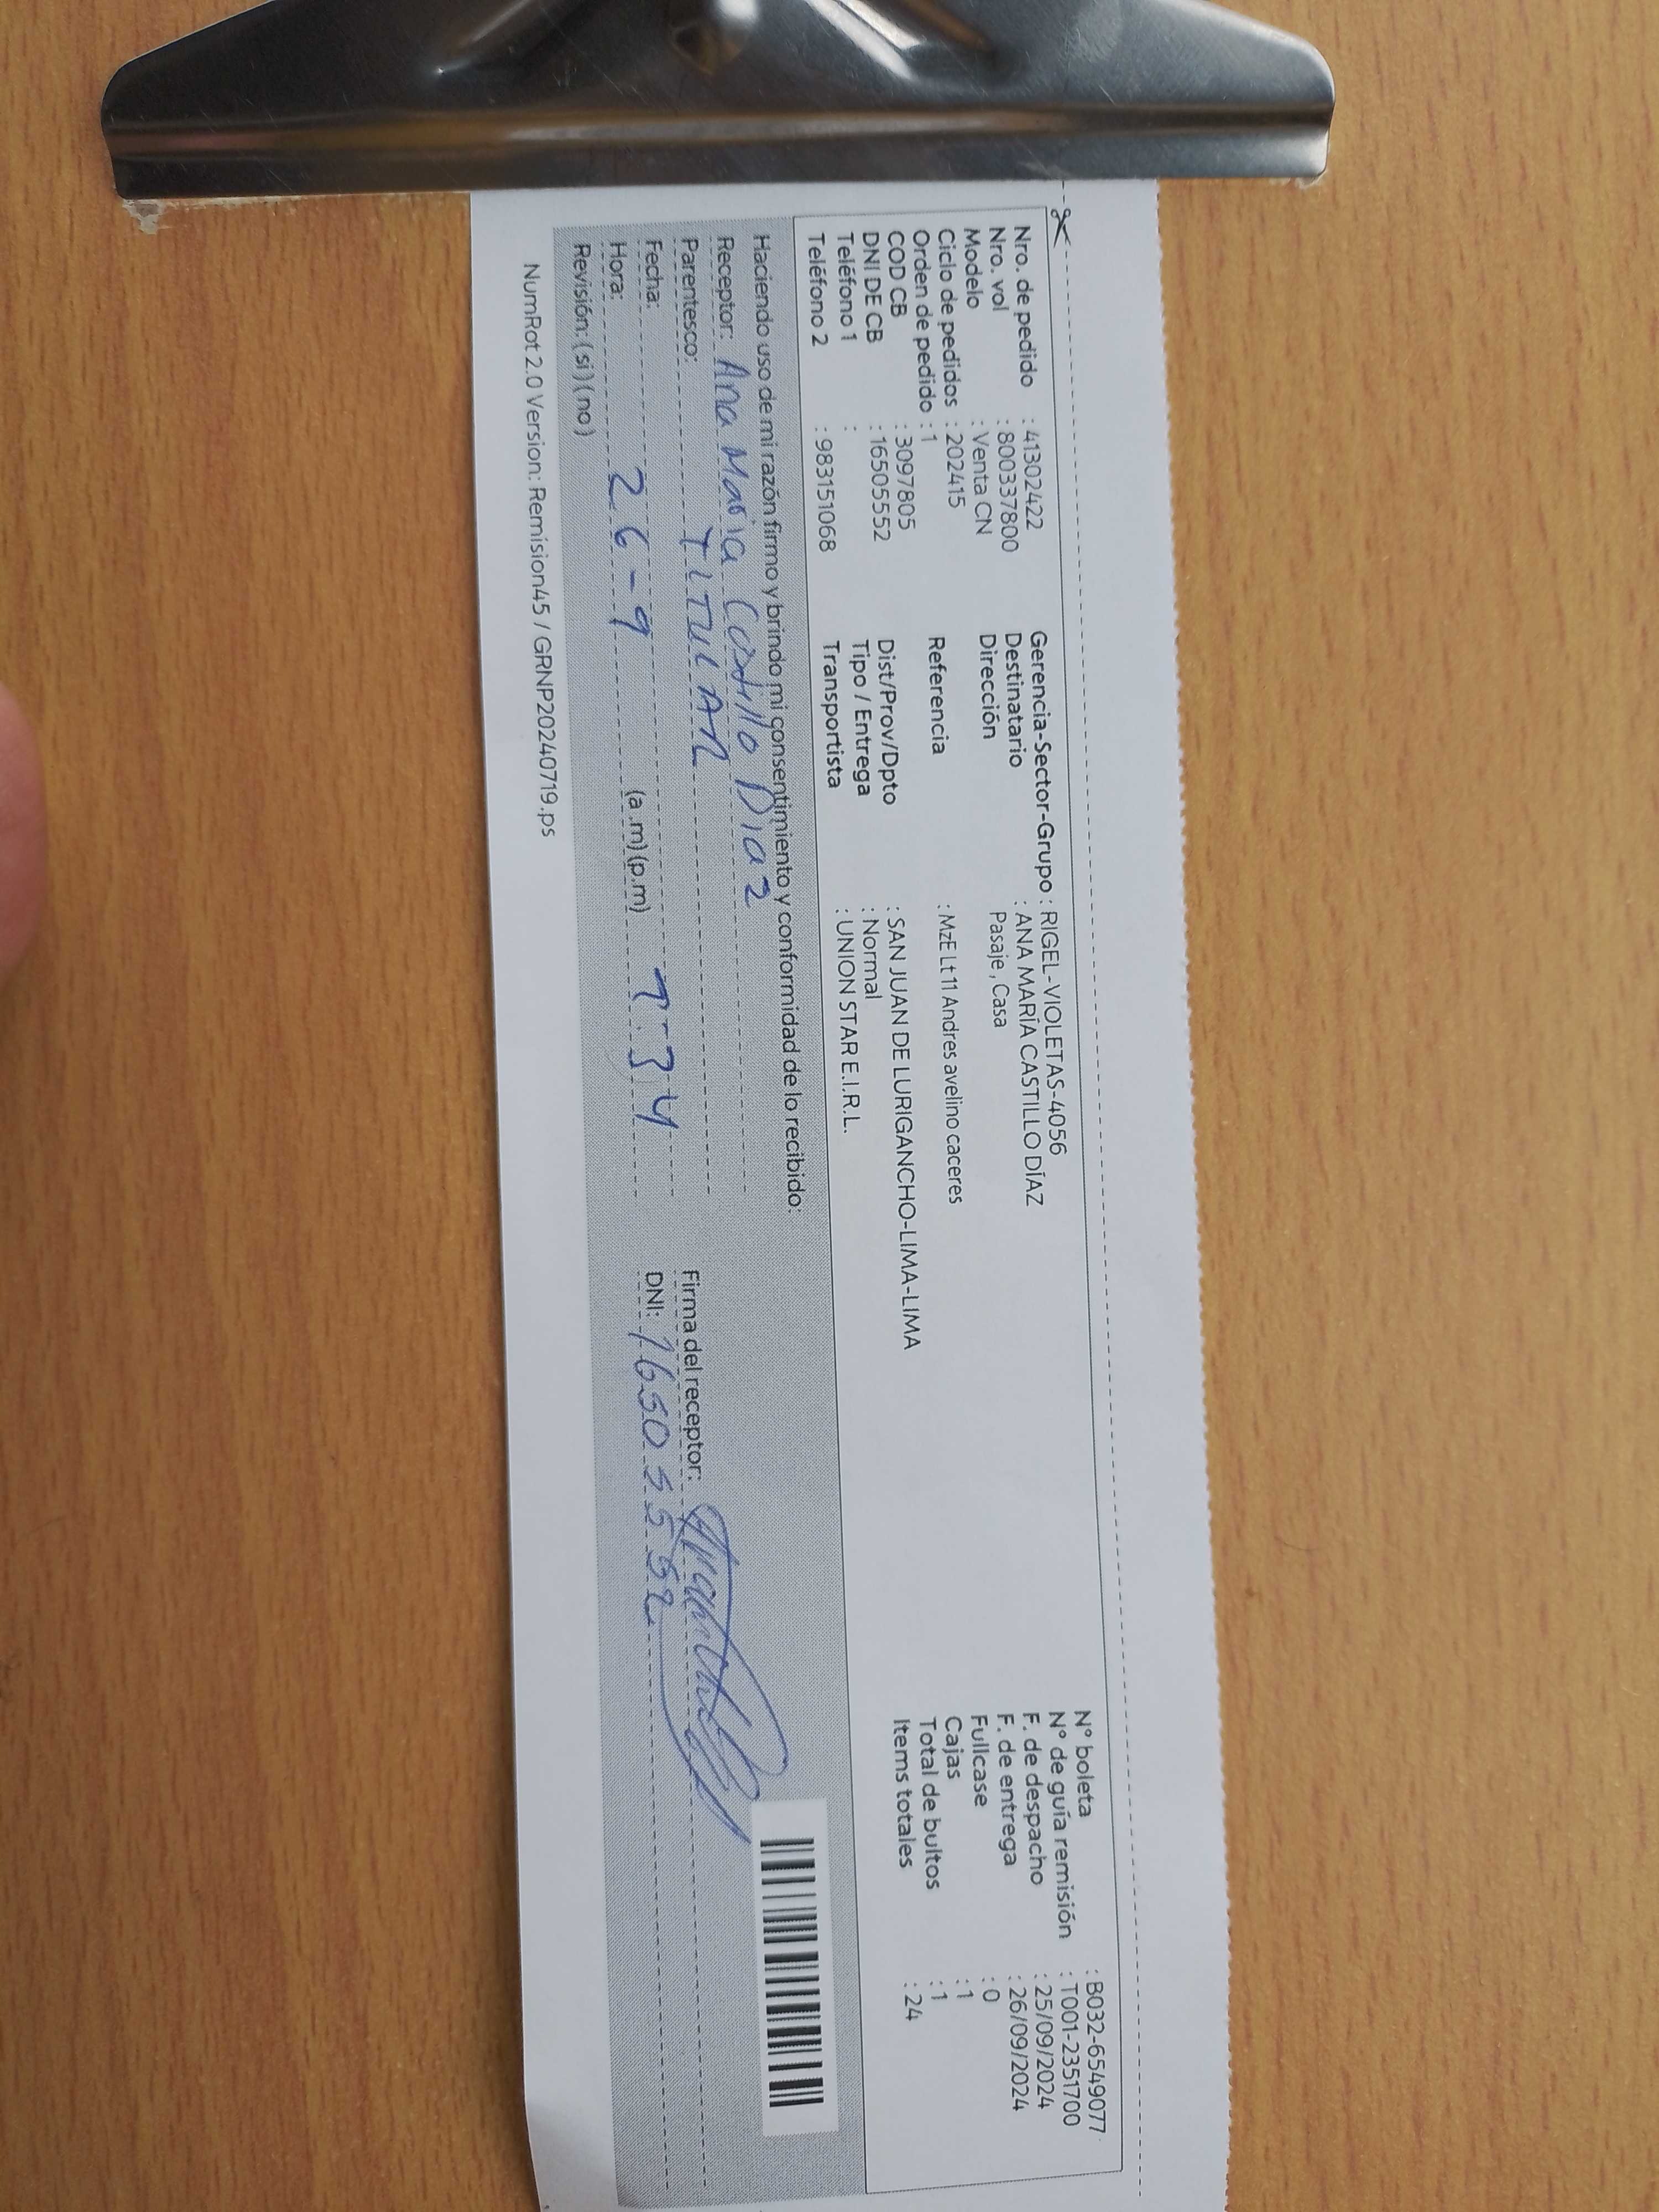 Nro. de pedido : 41302422
Nro. vol : 800337800
Modelo : Venta CN
Ciclo de pedidos : 202415
Orden de pedido : 1
COD CB : 3097805
DNI DE CB : 16505552
Teléfono 1 :
Teléfono 2 : 983151068
Gerencia-Sector-Grupo : RIGEL-VIOLETAS-4056
Destinatario : ANA MARÍA CASTILLO DÍAZ
Dirección Pasaje , Casa
Referencia : MzE Lt 11 Andres avelino caceres
Dist/Prov/Dpto : SAN JUAN DE LURIGANCHO-LIMA-LIMA
Tipo / Entrega : Normal
Transportista : UNION STAR E.I.R.L.
N° boleta : B032-6549077
N° de guía remisión : T001-2351700
F. de despacho : 25/09/2024
F. de entrega : 26/09/2024
Fullcase : 0
Cajas : 1
Total de bultos : 1
Items totales : 24
Haciendo uso de mi razón firmo y brindo mi consentimiento y conformidad de lo recibido:
Receptor: Ana Maria Castillo Diaz
Parentesco: TITULAR
Fecha: 26-9
Hora: (a.m) (p.m) 7:34
Revisión: ( si ) ( no )
Firma del receptor:
DNI: 16505552
NumRot 2.0 Version: Remision45 / GRNP20240719.ps